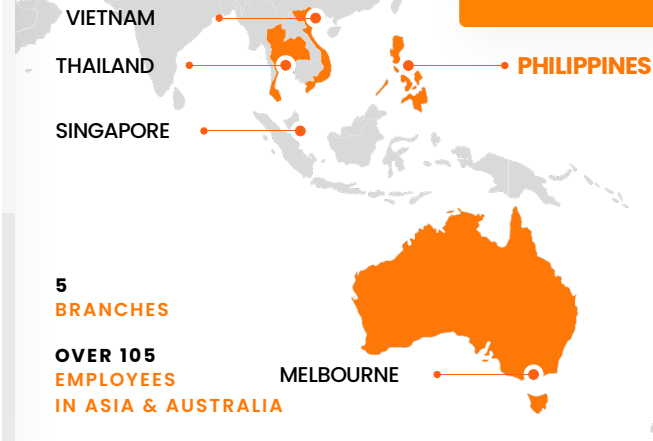 VIETNAM
THAILAND
PHILIPPINES
SINGAPORE
5
BRANCHES
OVER 105
EMPLOYEES
IN ASIA & AUSTRALIA
MELBOURNE